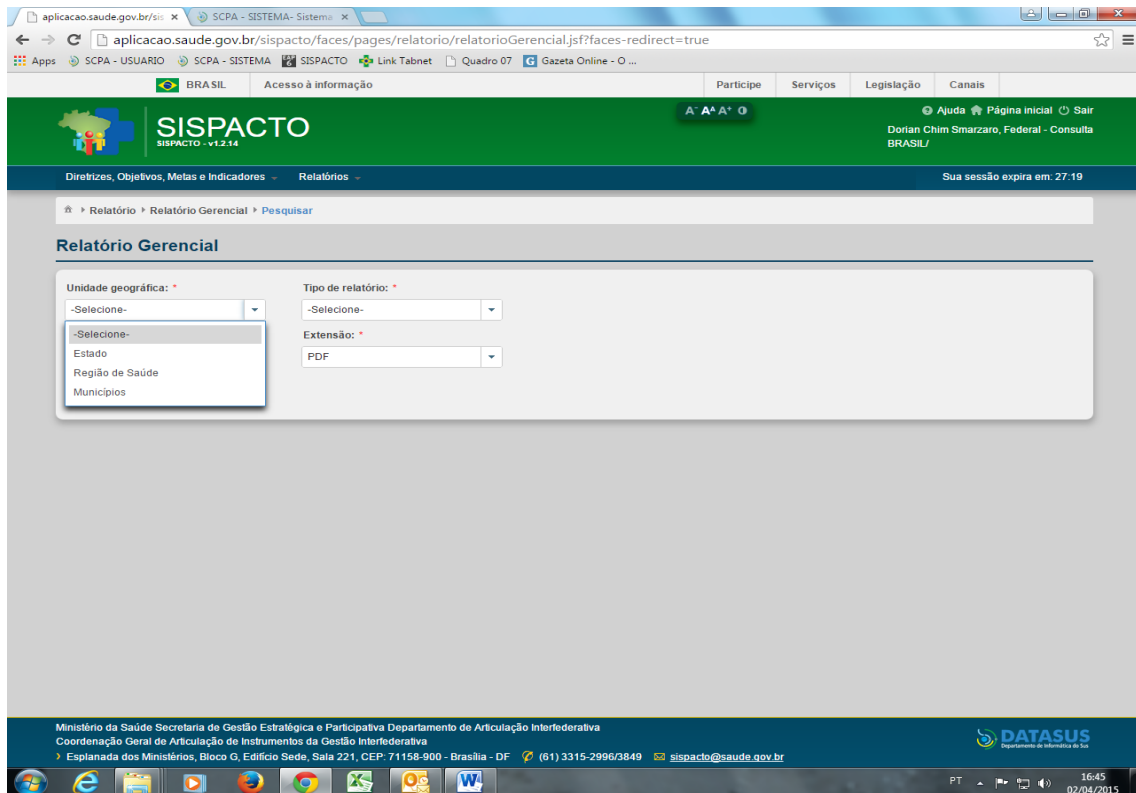 aplicacao.saude.gov.br/sis SCPA - SISTEMA- Sistema
aplicacao.saude.gov.br/sispacto/faces/pages/relatorio/relatorioGerencial.jsf?faces-redirect=true
Apps SCPA - USUARIO SCPA - SISTEMA SISPACTO Link Tabnet Quadro 07 Gazeta Online - O ...
BRASIL Acesso à informação Participe Serviços Legislação Canais
A- A^ A+
Ajuda Página inicial Sair
SISPACTO
SISPACTO - v1.2.14
Dorian Chim Smarzaro, Federal - Consulta
BRASIL/
Diretrizes, Objetivos, Metas e Indicadores Relatórios Sua sessão expira em: 27:19
Relatório Relatório Gerencial Pesquisar
Relatório Gerencial
Unidade geográfica: * Tipo de relatório: *
-Selecione- -Selecione-
-Selecione- Extensão: *
Estado PDF
Região de Saúde
Municípios
Ministério da Saúde Secretaria de Gestão Estratégica e Participativa Departamento de Articulação Interfederativa
Coordenação Geral de Articulação de Instrumentos da Gestão Interfederativa
Esplanada dos Ministérios, Bloco G, Edifício Sede, Sala 221, CEP: 71158-900 - Brasília - DF (61) 3315-2996/3849 sispacto@saude.gov.br
DATASUS
Departamento de Informática do Sus
PT 16:45
02/04/2015